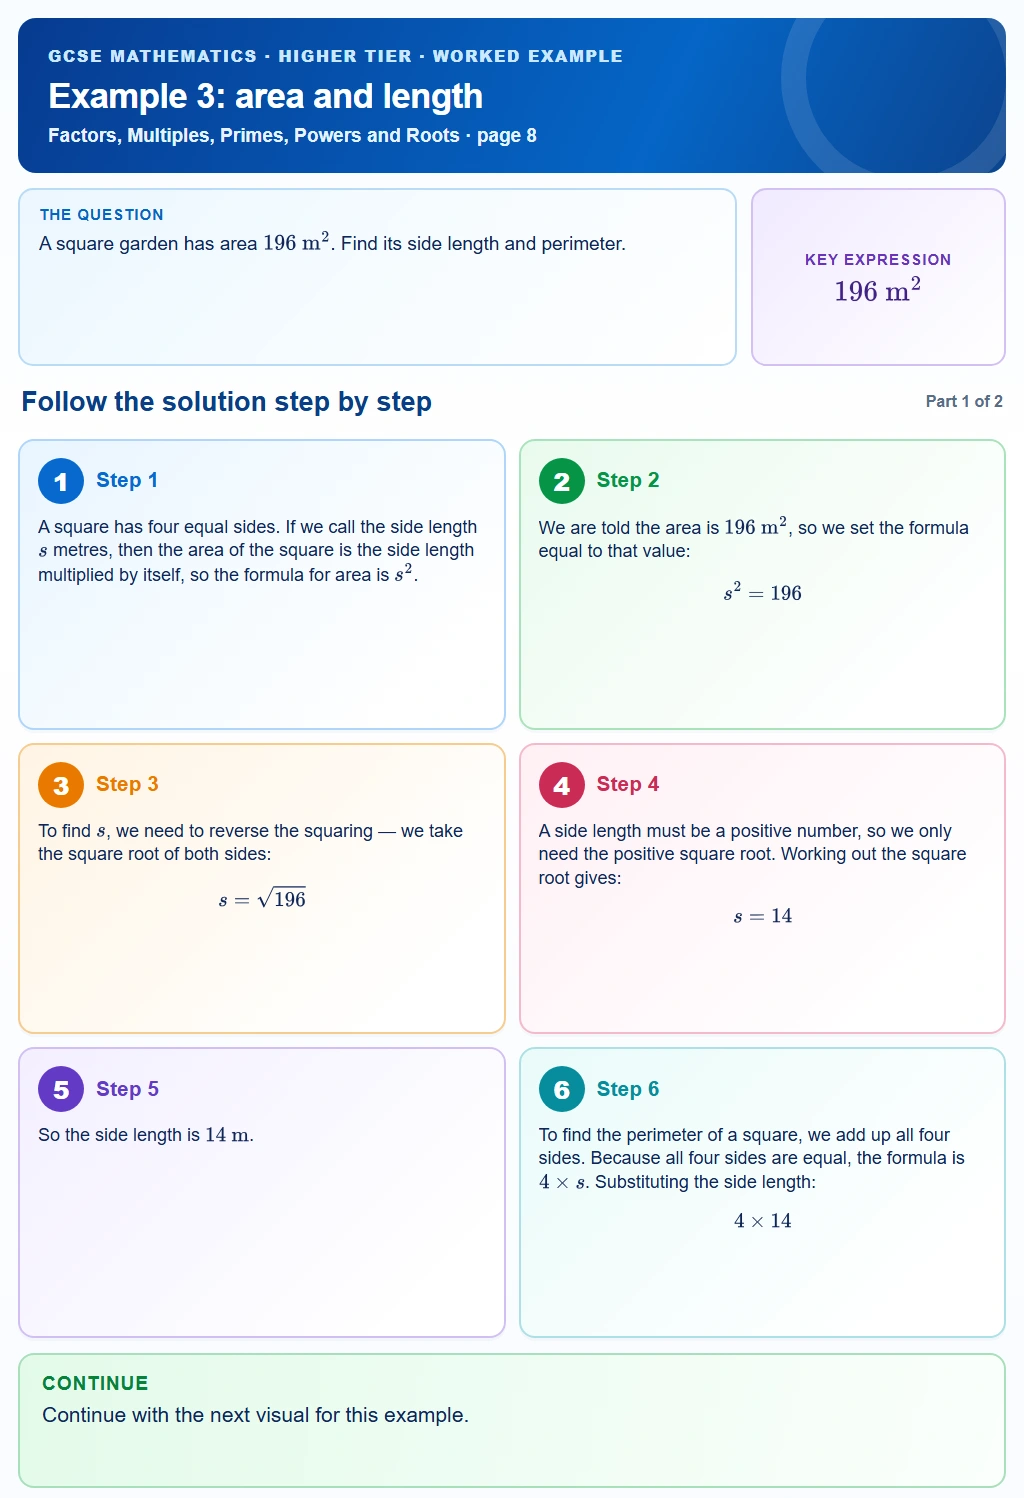 GCSE MATHEMATICS · HIGHER TIER · WORKED EXAMPLE
Example 3: area and length
Factors, Multiples, Primes, Powers and Roots · page 8
THE QUESTION
A square garden has area 196 m². Find its side length and perimeter.
KEY EXPRESSION
196 m²
Follow the solution step by step
Part 1 of 2
1 Step 1
A square has four equal sides. If we call the side length
s metres, then the area of the square is the side length
multiplied by itself, so the formula for area is s².
2 Step 2
We are told the area is 196 m², so we set the formula
equal to that value:
s² = 196
3 Step 3
To find s, we need to reverse the squaring — we take
the square root of both sides:
s = √196
4 Step 4
A side length must be a positive number, so we only
need the positive square root. Working out the square
root gives:
s = 14
5 Step 5
So the side length is 14 m.
6 Step 6
To find the perimeter of a square, we add up all four
sides. Because all four sides are equal, the formula is
4 × s. Substituting the side length:
4 × 14
CONTINUE
Continue with the next visual for this example.